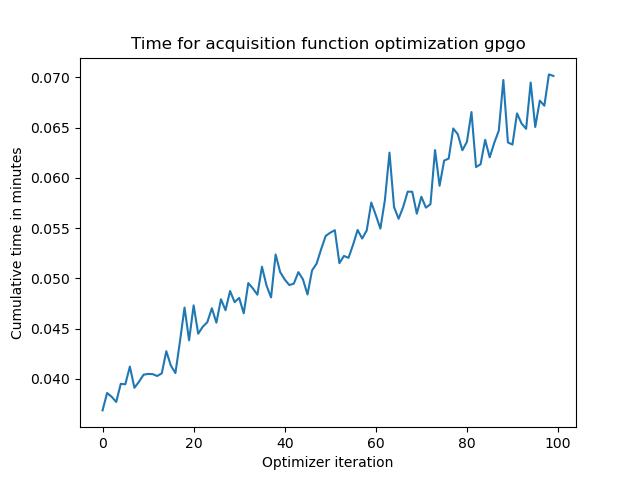 Time for acquisition function optimization gpgo
0.070
0.065
0.060
0.055
0.050
0.045
0.040
Cumulative time in minutes
0 20 40 60 80 100
Optimizer iteration